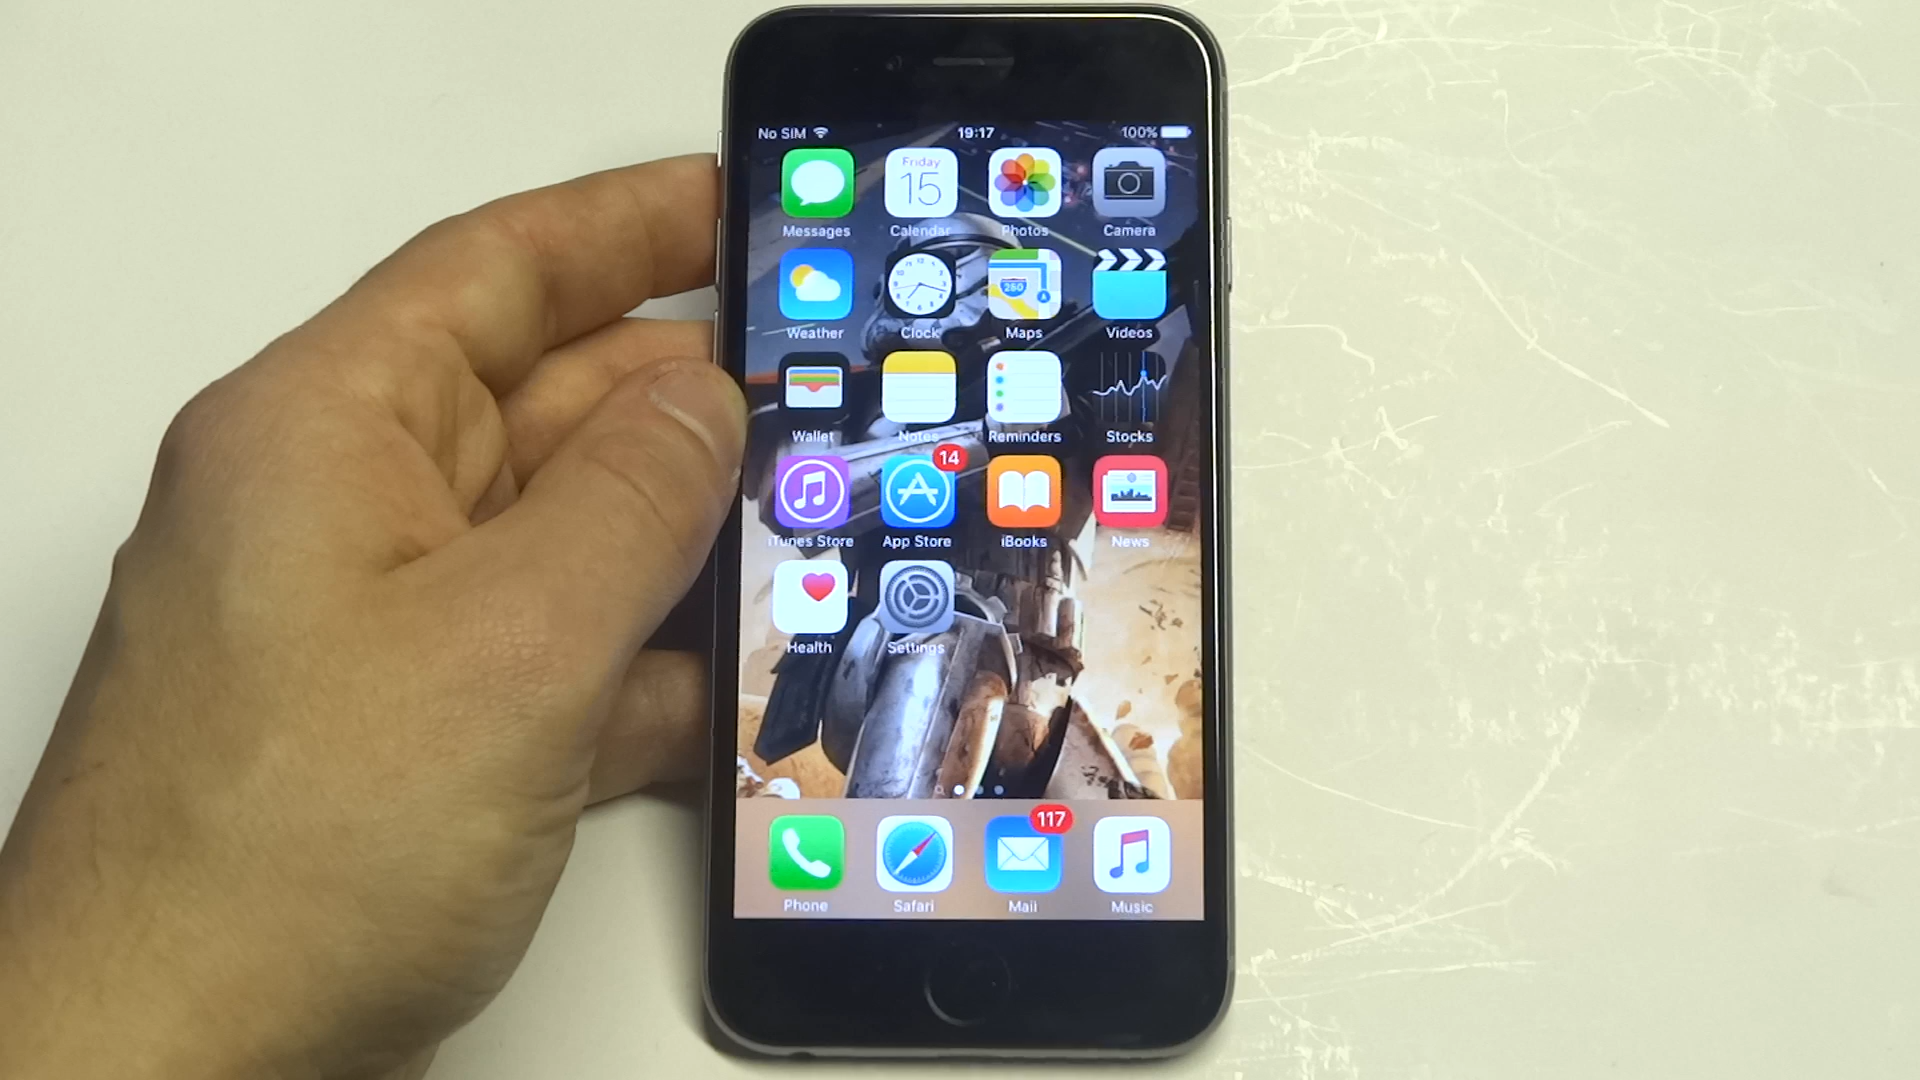 No SIM 19:17 100%
Friday
15
Messages Calendar Photos Camera
280
Weather Clock Maps Videos
Wallet Notes Reminders Stocks
14
iTunes Store App Store iBooks News
Health Settings
117
Phone Safari Mail Music